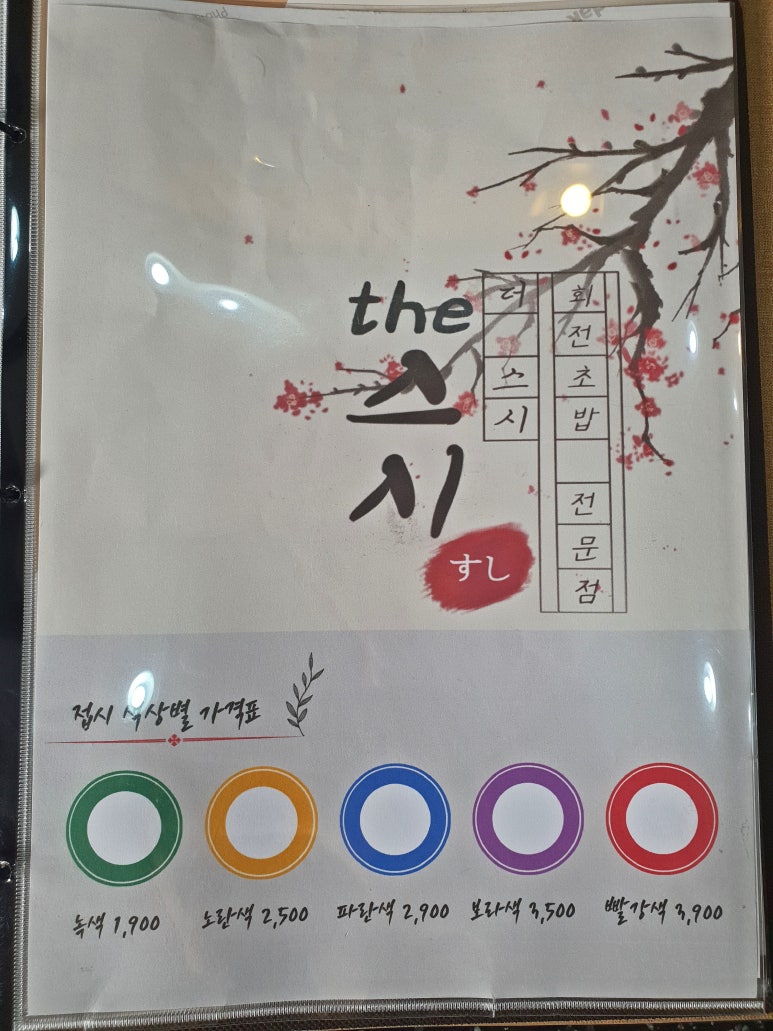 the
스
시
すし
더 스시
회전초밥 전문점
접시 색상별 가격표
녹색 1,900
노란색 2,500
파란색 2,900
보라색 3,500
빨강색 3,900